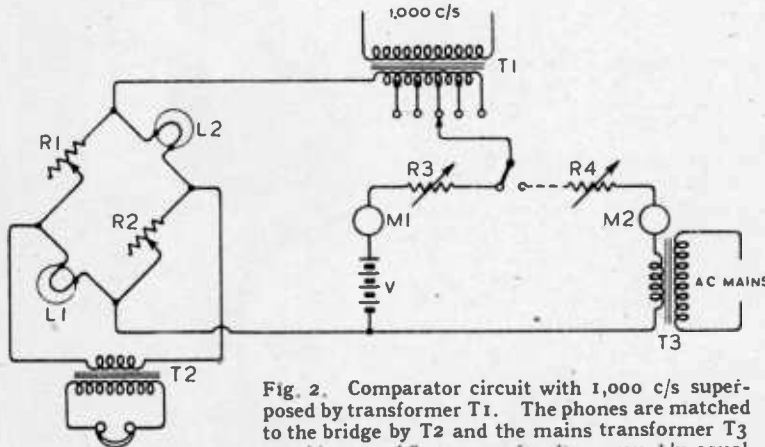 1,000 c/s
T1
R1
L2
R3
R4
M1
M2
R2
V
AC MAINS
L1
T3
T2
Fig. 2. Comparator circuit with 1,000 c/s super-
posed by transformer T1. The phones are matched
to the bridge by T2 and the mains transformer T3
equal